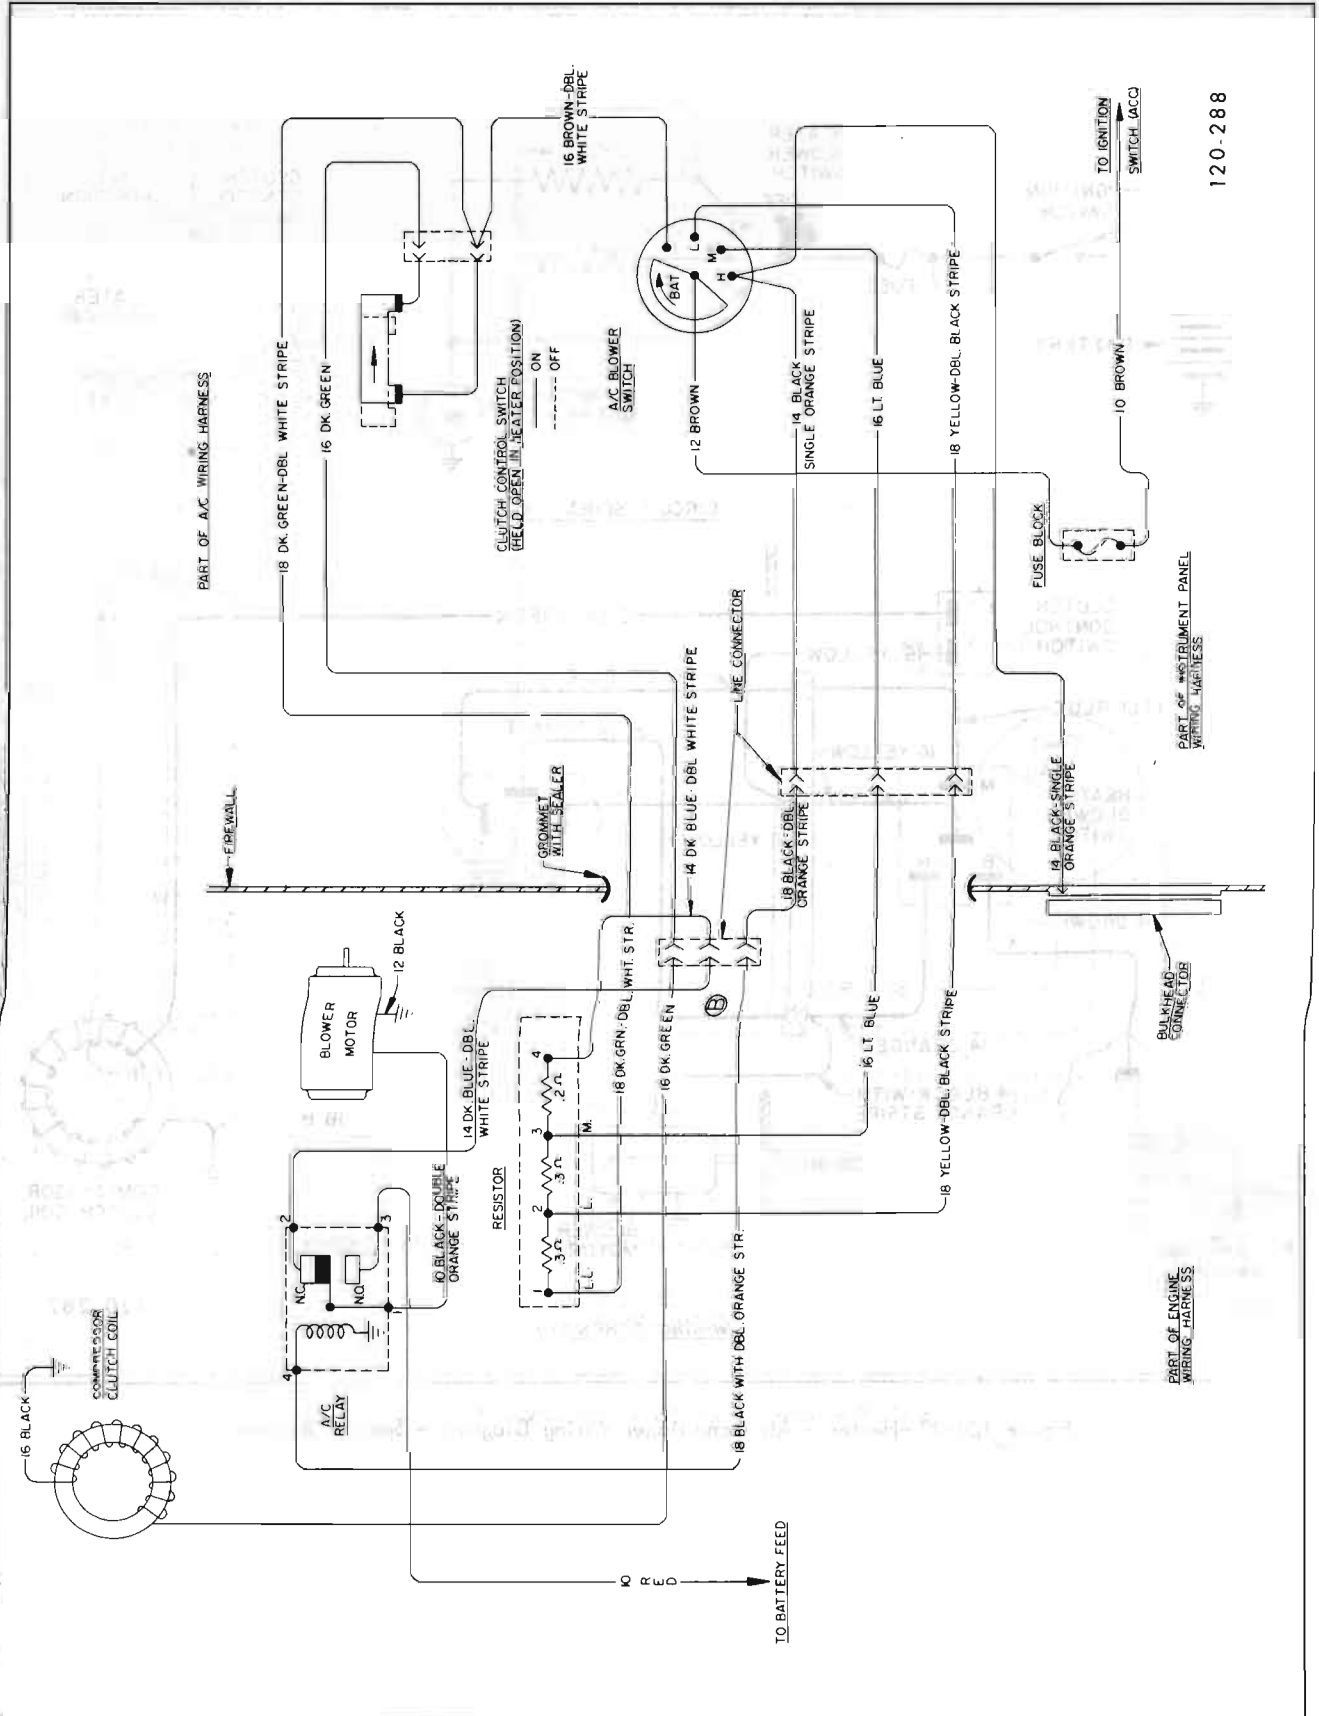 16 BLACK
COMPRESSOR
CLUTCH COIL
A/C
RELAY
4
2
3
1
N.C.
N.O.
BLOWER
MOTOR
12 BLACK
10 BLACK-DOUBLE
ORANGE STRIPE
14 DK. BLUE-DBL.
WHITE STRIPE
RESISTOR
1
2
3
4
.3Ω
.3Ω
.2Ω
L.L.
L.
M.
18 DK. GRN.-DBL. WHT. STR.
16 DK. GREEN
18 BLACK WITH DBL. ORANGE STR.
B
10 RED
TO BATTERY FEED
FIREWALL
GROMMET
WITH SEALER
14 DK. BLUE-DBL WHITE STRIPE
LINE CONNECTOR
18 BLACK-DBL.
ORANGE STRIPE
16 LT. BLUE
18 YELLOW-DBL. BLACK STRIPE
14 BLACK-SINGLE
ORANGE STRIPE
BULKHEAD
CONNECTOR
PART OF ENGINE
WIRING HARNESS
PART OF A/C WIRING HARNESS
18 DK. GREEN-DBL WHITE STRIPE
16 DK. GREEN
CLUTCH CONTROL SWITCH
(HELD OPEN IN HEATER POSITION)
ON
OFF
16 BROWN-DBL.
WHITE STRIPE
A/C BLOWER
SWITCH
BAT
L
M
H
12 BROWN
14 BLACK
SINGLE ORANGE STRIPE
16 LT. BLUE
18 YELLOW-DBL. BLACK STRIPE
FUSE BLOCK
10 BROWN
TO IGNITION
SWITCH (ACC)
PART OF INSTRUMENT PANEL
WIRING HARNESS
120-288